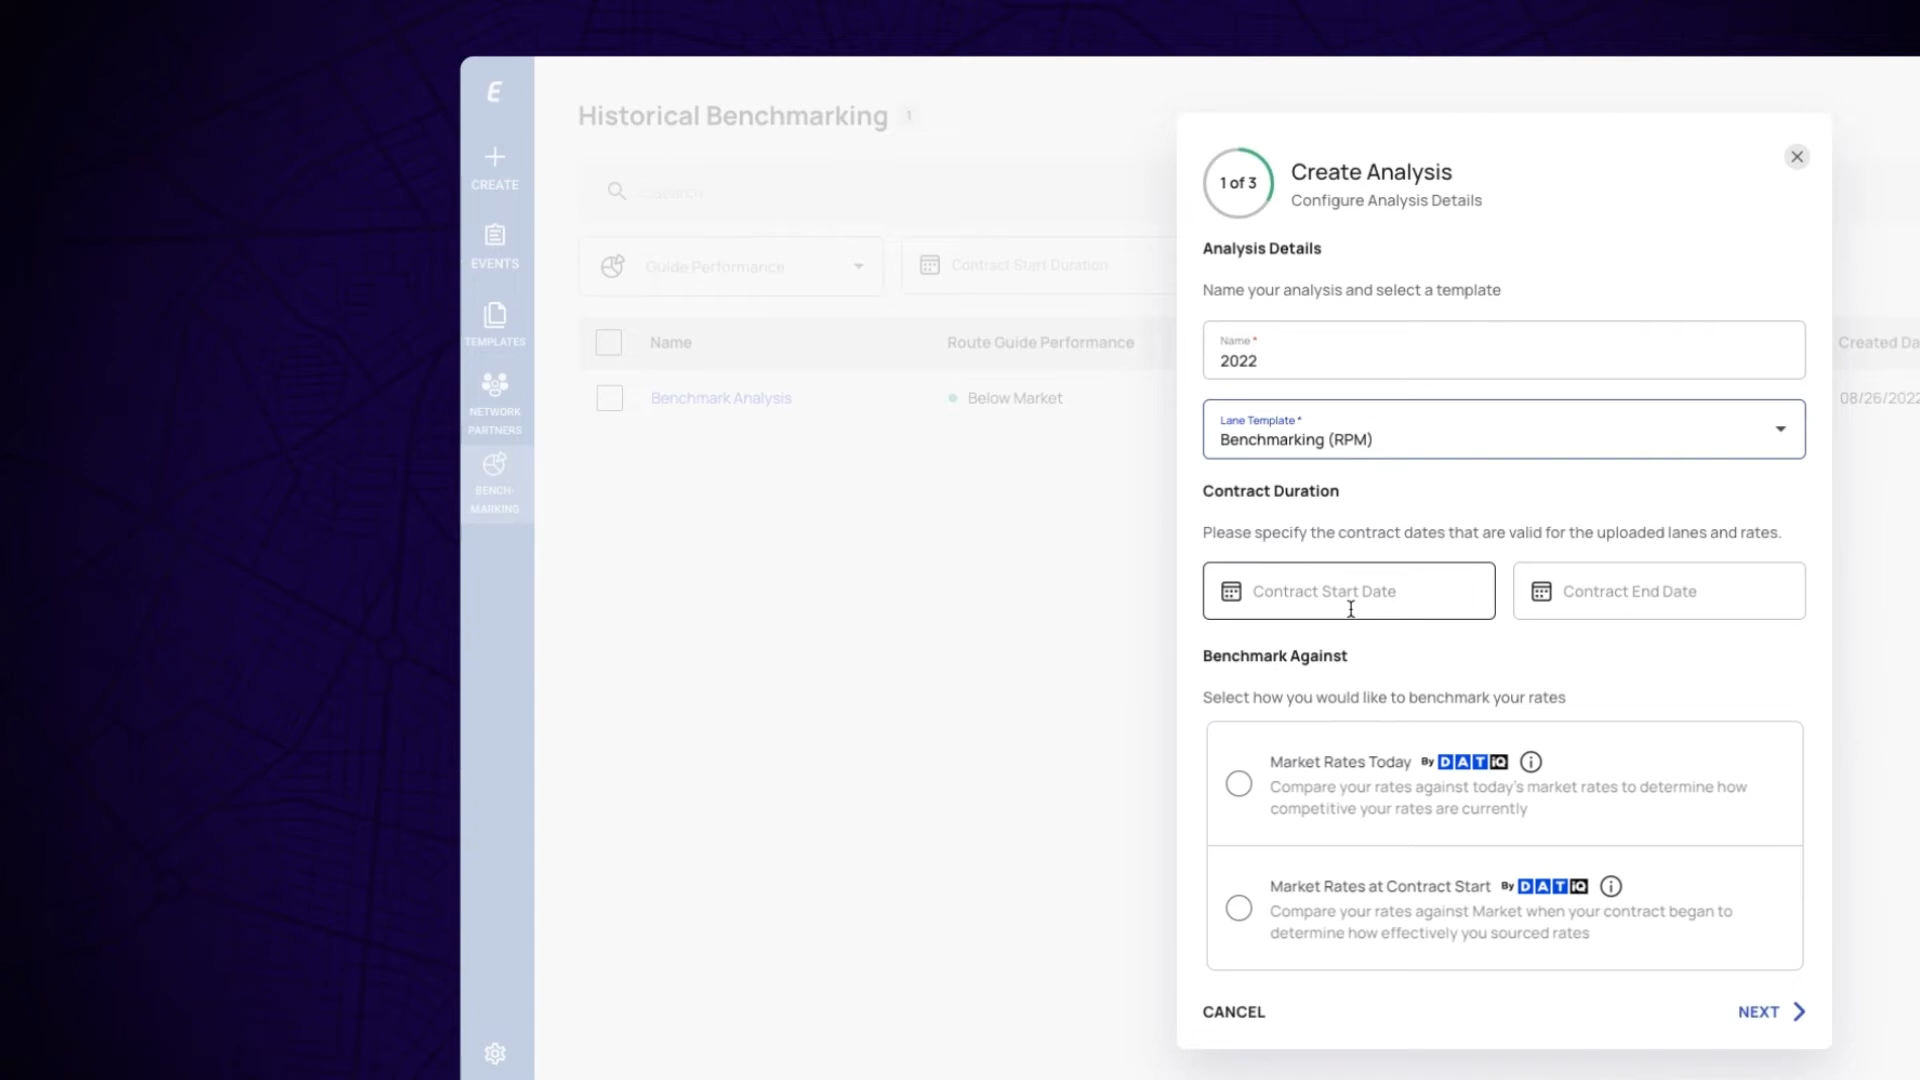 E
CREATE
EVENTS
TEMPLATES
NETWORK
PARTNERS
BENCH-
MARKING
Historical Benchmarking 1
Search
Guide Performance
Contract Start Duration
Name Route Guide Performance Created Da
Benchmark Analysis Below Market 08/26/2022
1 of 3
Create Analysis
Configure Analysis Details
Analysis Details
Name your analysis and select a template
Name *
2022
Lane Template *
Benchmarking (RPM)
Contract Duration
Please specify the contract dates that are valid for the uploaded lanes and rates.
Contract Start Date
Contract End Date
Benchmark Against
Select how you would like to benchmark your rates
Market Rates Today By DATiQ
Compare your rates against today's market rates to determine how
competitive your rates are currently
Market Rates at Contract Start By DATiQ
Compare your rates against Market when your contract began to
determine how effectively you sourced rates
CANCEL
NEXT